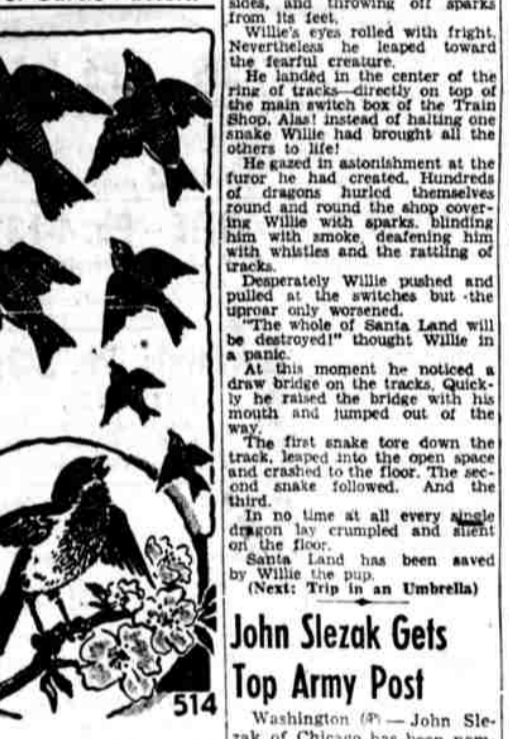 sides, and throwing off sparks
from its feet.
Willie's eyes rolled with fright.
Nevertheless he leaped toward
the fearful creature.
He landed in the center of the
ring of tracks—directly on top of
the main switch box of the Train
Shop. Alas! instead of halting one
snake Willie had brought all the
others to life!
He gazed in astonishment at the
furor he had created. Hundreds
of dragons hurled themselves
round and round the shop cover-
ing Willie with sparks. blinding
him with smoke, deafening him
with whistles and the rattling of
tracks.
Desperately Willie pushed and
pulled at the switches but the
uproar only worsened.
"The whole of Santa Land will
be destroyed!" thought Willie in
a panic.
At this moment he noticed a
draw bridge on the tracks. Quick-
ly he raised the bridge with his
mouth and jumped out of the
way.
The first snake tore down the
track, leaped into the open space
and crashed to the floor. The sec-
ond snake followed. And the
third.
In no time at all every single
dragon lay crumpled and silent
on the floor.
Santa Land has been saved
by Willie the pup.
(Next: Trip in an Umbrella)
514
John Slezak Gets
Top Army Post
Washington (AP) — John Sle-
zak of Chicago has been